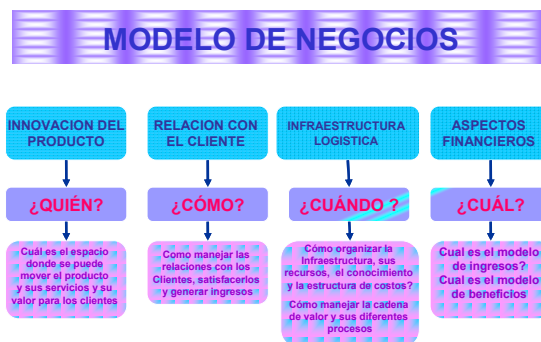 MODELO DE NEGOCIOS
INNOVACION DEL
PRODUCTO
RELACION CON
EL CLIENTE
INFRAESTRUCTURA
LOGISTICA
ASPECTOS
FINANCIEROS
¿QUIÉN?
¿CÓMO?
¿CUÁNDO ?
¿CUÁL?
Cuál es el espacio
donde se puede
mover el producto
y sus servicios y su
valor para los clientes
Como manejar las
relaciones con los
Clientes, satisfacerlos
y generar ingresos
Cómo organizar la
Infraestructura, sus
recursos, el conocimiento
y la estructura de costos?
Cómo manejar la cadena
de valor y sus diferentes
procesos
Cual es el modelo
de ingresos?
Cual es el modelo
de beneficios